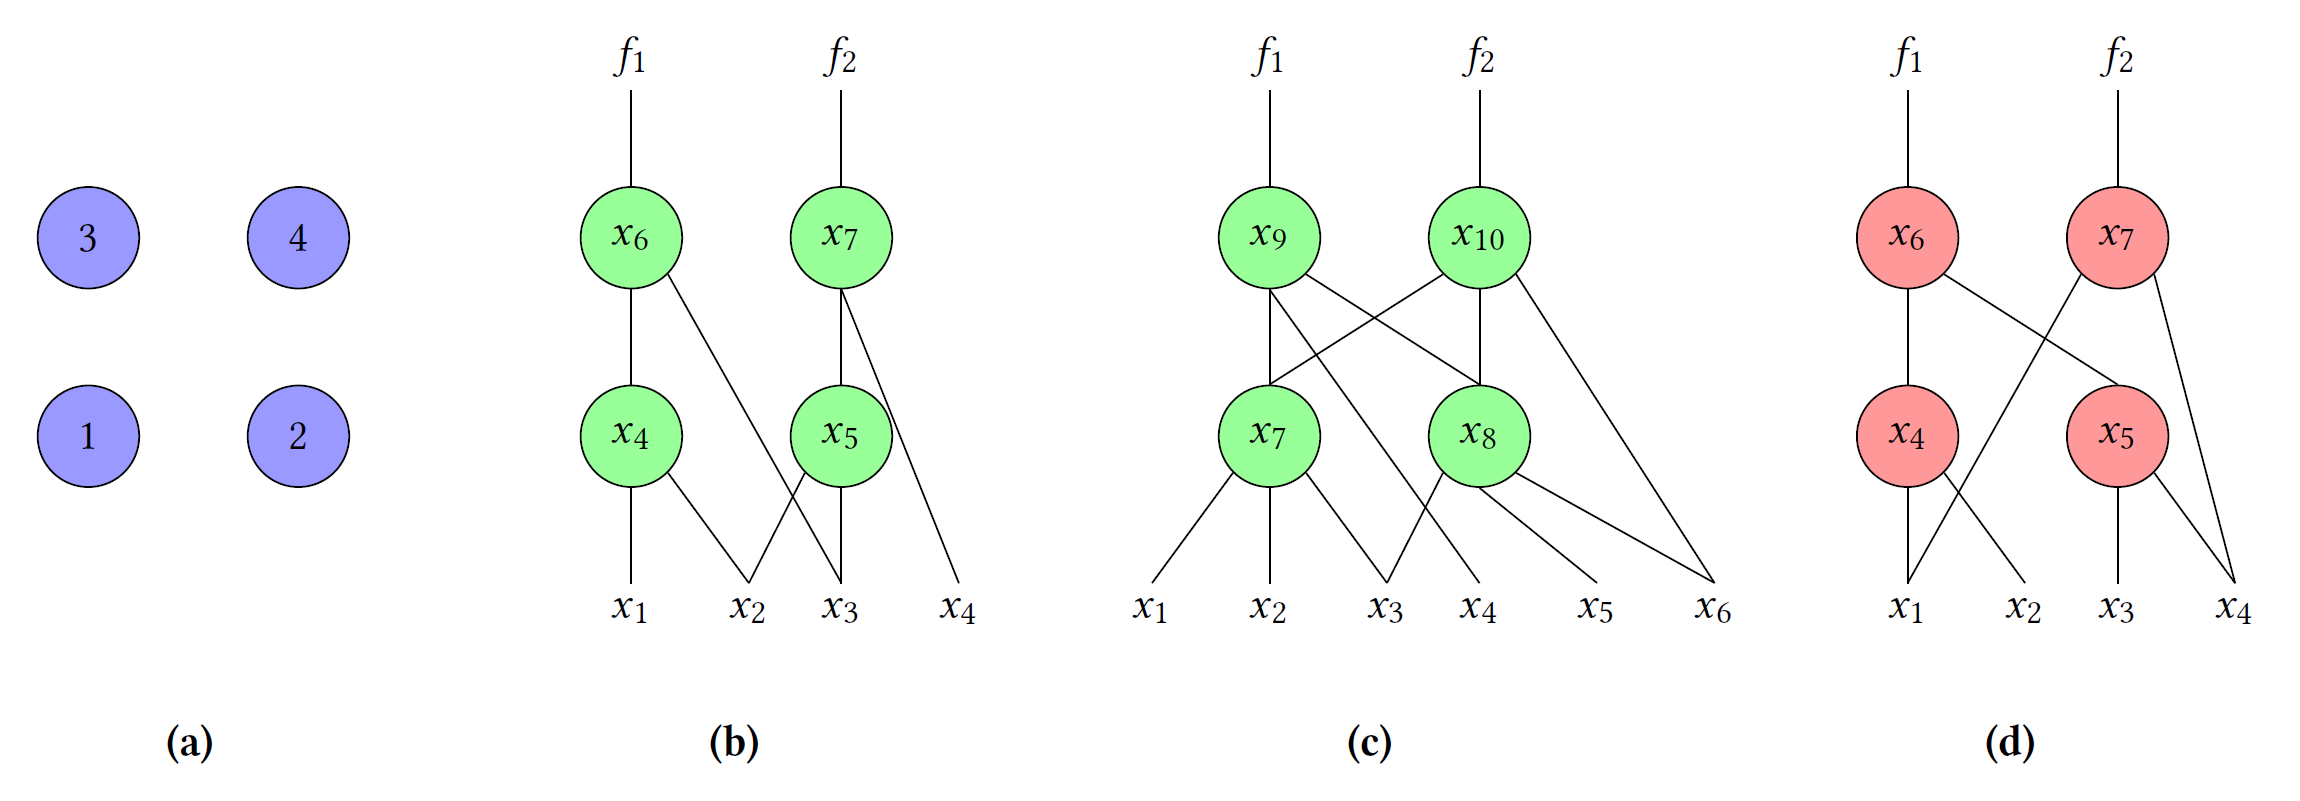 f1 f2 f1 f2 f1 f2
3 4 x6 x7 x9 x10 x6 x7
1 2 x4 x5 x7 x8 x4 x5
x1 x2 x3 x4 x1 x2 x3 x4 x5 x6 x1 x2 x3 x4
(a) (b) (c) (d)